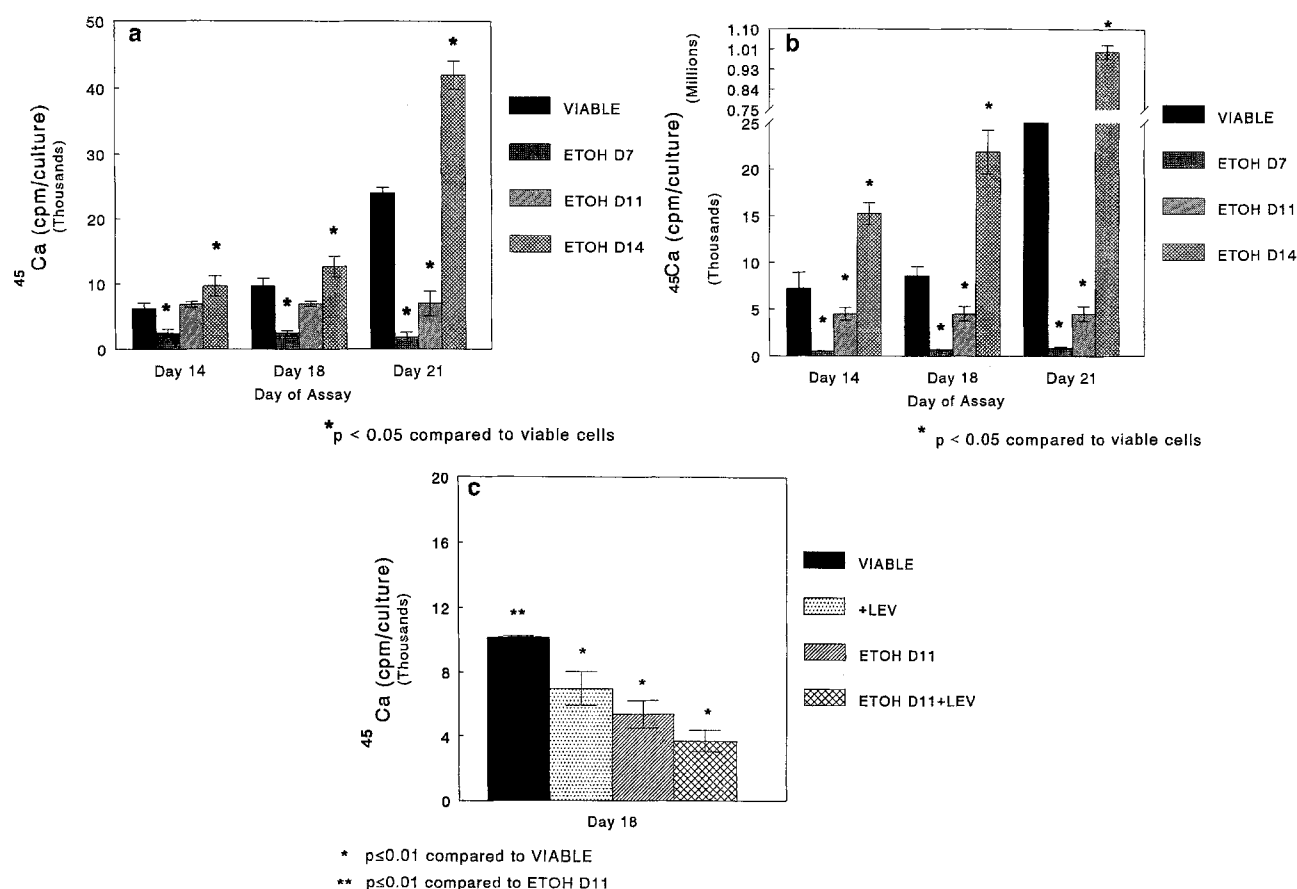 a
50
40
30
20
10
0
45 Ca (cpm/culture)
(Thousands)
* * * * * * *
Day 14 Day 18 Day 21
Day of Assay
VIABLE
ETOH D7
ETOH D11
ETOH D14
* p < 0.05 compared to viable cells
b
1.10
1.01
0.93
0.84
0.75
25
20
15
10
5
0
(Millions)
45Ca (cpm/culture)
(Thousands)
* * * * * * * * *
Day 14 Day 18 Day 21
Day of Assay
VIABLE
ETOH D7
ETOH D11
ETOH D14
* p < 0.05 compared to viable cells
c
20
16
12
8
4
0
45 Ca (cpm/culture)
(Thousands)
** * * *
Day 18
VIABLE
+LEV
ETOH D11
ETOH D11+LEV
* p≤0.01 compared to VIABLE
** p≤0.01 compared to ETOH D11